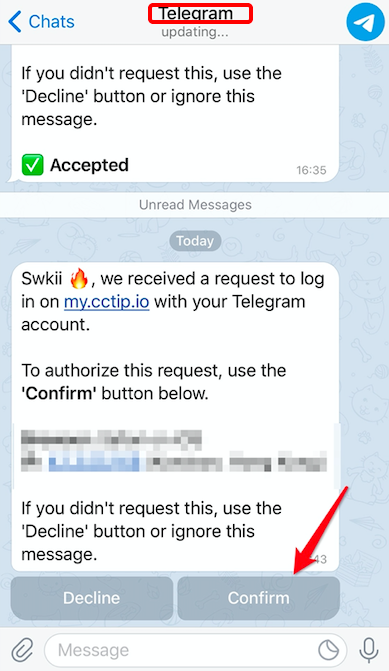 Chats
Telegram
updating...
If you didn't request this, use the
'Decline' button or ignore this
message.
✅ Accepted
16:35
Unread Messages
Today
Swkii 🔥, we received a request to log
in on my.cctip.io with your Telegram
account.
To authorize this request, use the
'Confirm' button below.
If you didn't request this, use the
'Decline' button or ignore this
message.
Decline
Confirm
Message